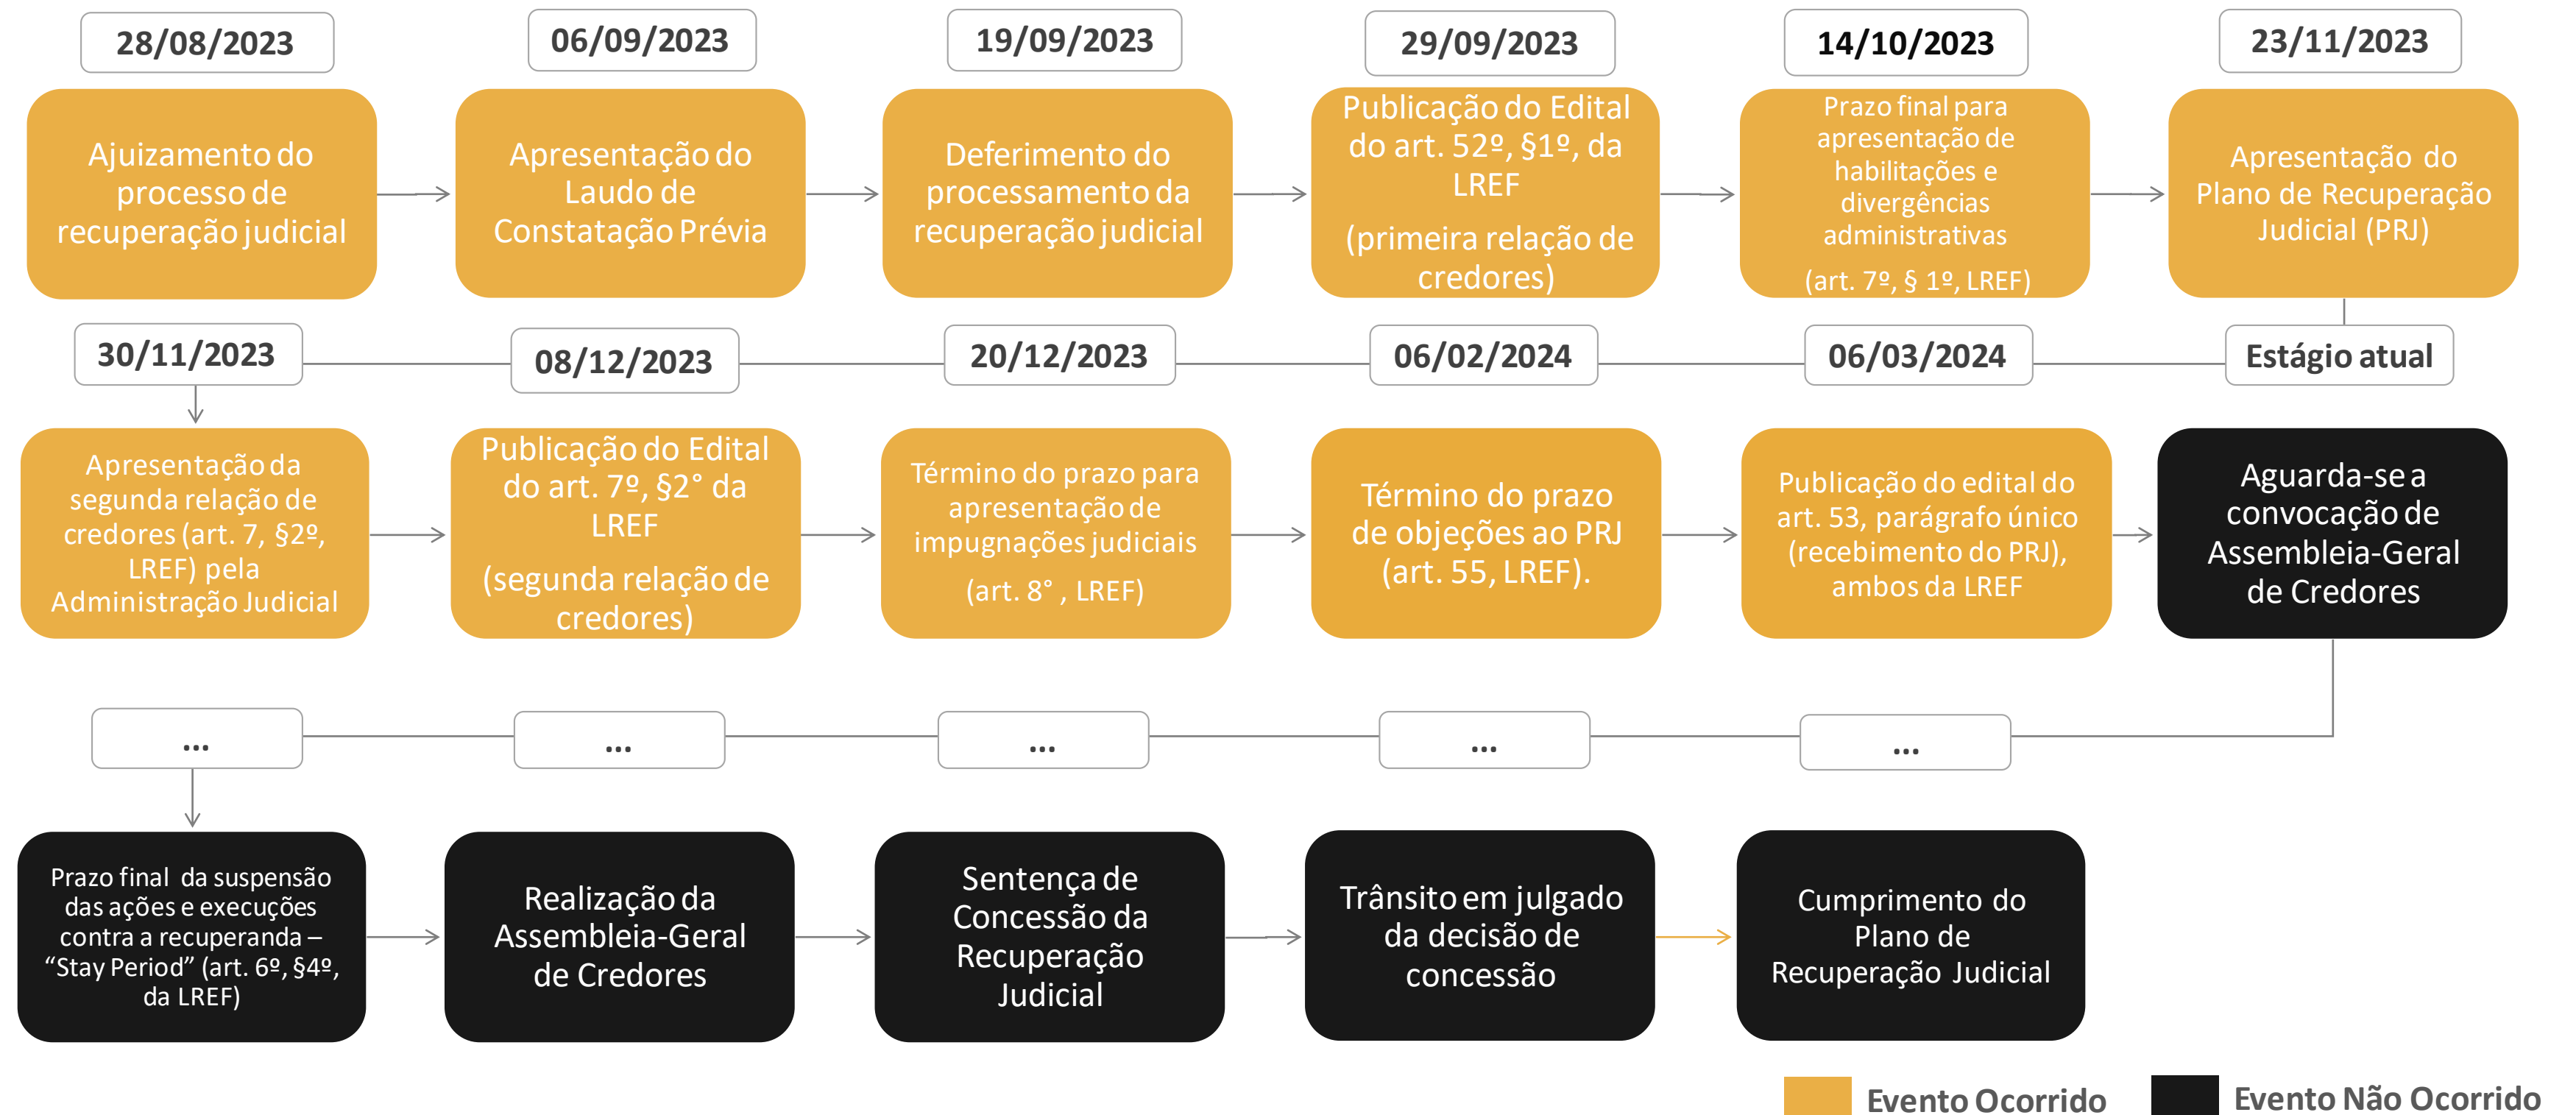 28/08/2023
06/09/2023
19/09/2023
29/09/2023
14/10/2023
23/11/2023
Ajuizamento do
processo de
recuperação judicial
Apresentação do
Laudo de
Constatação Prévia
Deferimento do
processamento da
recuperação judicial
Publicação do Edital
do art. 52º, §1º, da
LREF
(primeira relação de
credores)
Prazo final para
apresentação de
habilitações e
divergências
administrativas
(art. 7º, § 1º, LREF)
Apresentação do
Plano de Recuperação
Judicial (PRJ)
30/11/2023
08/12/2023
20/12/2023
06/02/2024
06/03/2024
Estágio atual
Apresentação da
segunda relação de
credores (art. 7, §2º,
LREF) pela
Administração Judicial
Publicação do Edital
do art. 7º, §2° da
LREF
(segunda relação de
credores)
Término do prazo para
apresentação de
impugnações judiciais
(art. 8° , LREF)
Término do prazo
de objeções ao PRJ
(art. 55, LREF).
Publicação do edital do
art. 53, parágrafo único
(recebimento do PRJ),
ambos da LREF
Aguarda-se a
convocação de
Assembleia-Geral
de Credores
...
...
...
...
...
Prazo final da suspensão
das ações e execuções
contra a recuperanda –
“Stay Period” (art. 6º, §4º,
da LREF)
Realização da
Assembleia-Geral
de Credores
Sentença de
Concessão da
Recuperação
Judicial
Trânsito em julgado
da decisão de
concessão
Cumprimento do
Plano de
Recuperação Judicial
Evento Ocorrido
Evento Não Ocorrido